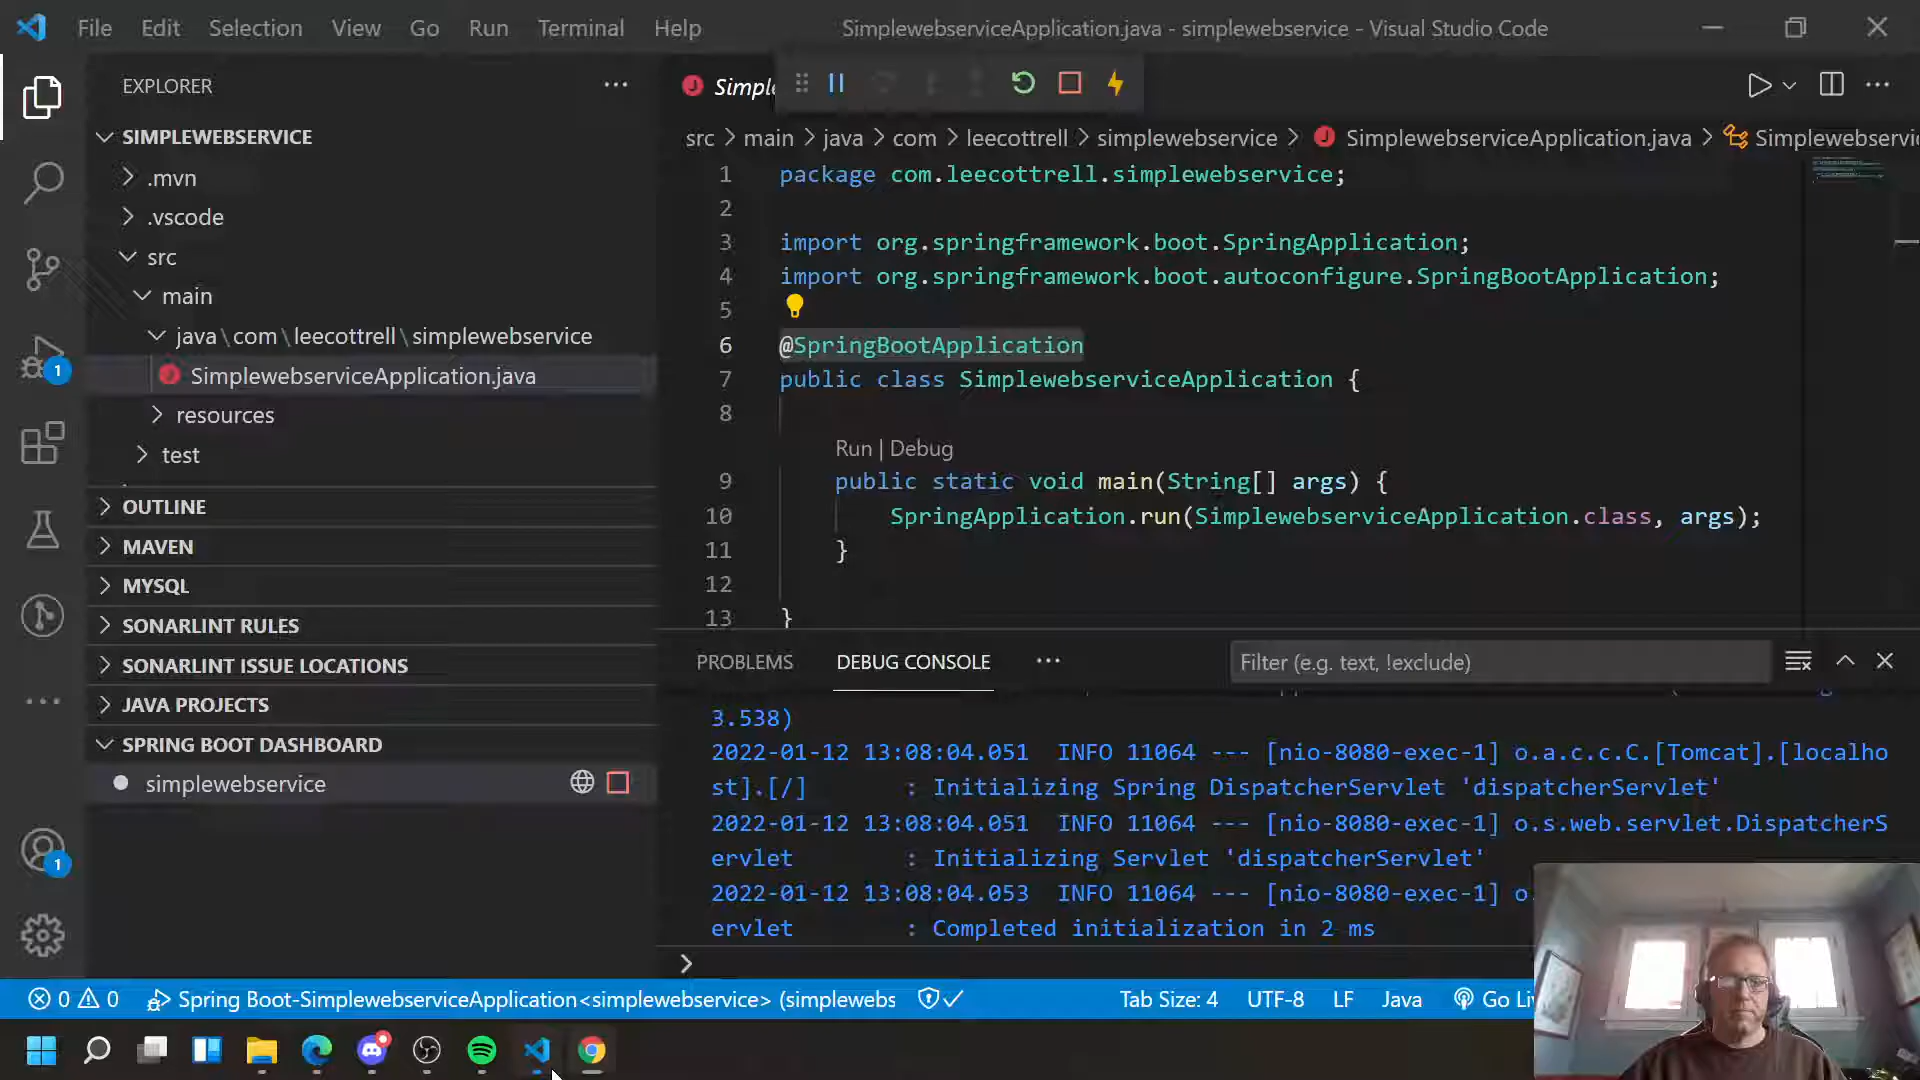 File Edit Selection View Go Run Terminal Help
SimplewebserviceApplication.java - simplewebservice - Visual Studio Code
EXPLORER
SIMPLEWEBSERVICE
.mvn
.vscode
src
main
java\com\leecottrell\simplewebservice
SimplewebserviceApplication.java
resources
test
OUTLINE
MAVEN
MYSQL
SONARLINT RULES
SONARLINT ISSUE LOCATIONS
JAVA PROJECTS
SPRING BOOT DASHBOARD
simplewebservice
1
1
Simple
src > main > java > com > leecottrell > simplewebservice > SimplewebserviceApplication.java > Simplewebservic
1 package com.leecottrell.simplewebservice;
2
3 import org.springframework.boot.SpringApplication;
4 import org.springframework.boot.autoconfigure.SpringBootApplication;
5
6 @SpringBootApplication
7 public class SimplewebserviceApplication {
8
Run | Debug
9 public static void main(String[] args) {
10 SpringApplication.run(SimplewebserviceApplication.class, args);
11 }
12
13 }
PROBLEMS DEBUG CONSOLE
Filter (e.g. text, !exclude)
3.538)
2022-01-12 13:08:04.051 INFO 11064 --- [nio-8080-exec-1] o.a.c.c.C.[Tomcat].[localho
st].[/] : Initializing Spring DispatcherServlet 'dispatcherServlet'
2022-01-12 13:08:04.051 INFO 11064 --- [nio-8080-exec-1] o.s.web.servlet.DispatcherS
ervlet : Initializing Servlet 'dispatcherServlet'
2022-01-12 13:08:04.053 INFO 11064 --- [nio-8080-exec-1] o.
ervlet : Completed initialization in 2 ms
0 0 Spring Boot-SimplewebserviceApplication<simplewebservice> (simplewebs Tab Size: 4 UTF-8 LF Java Go Li